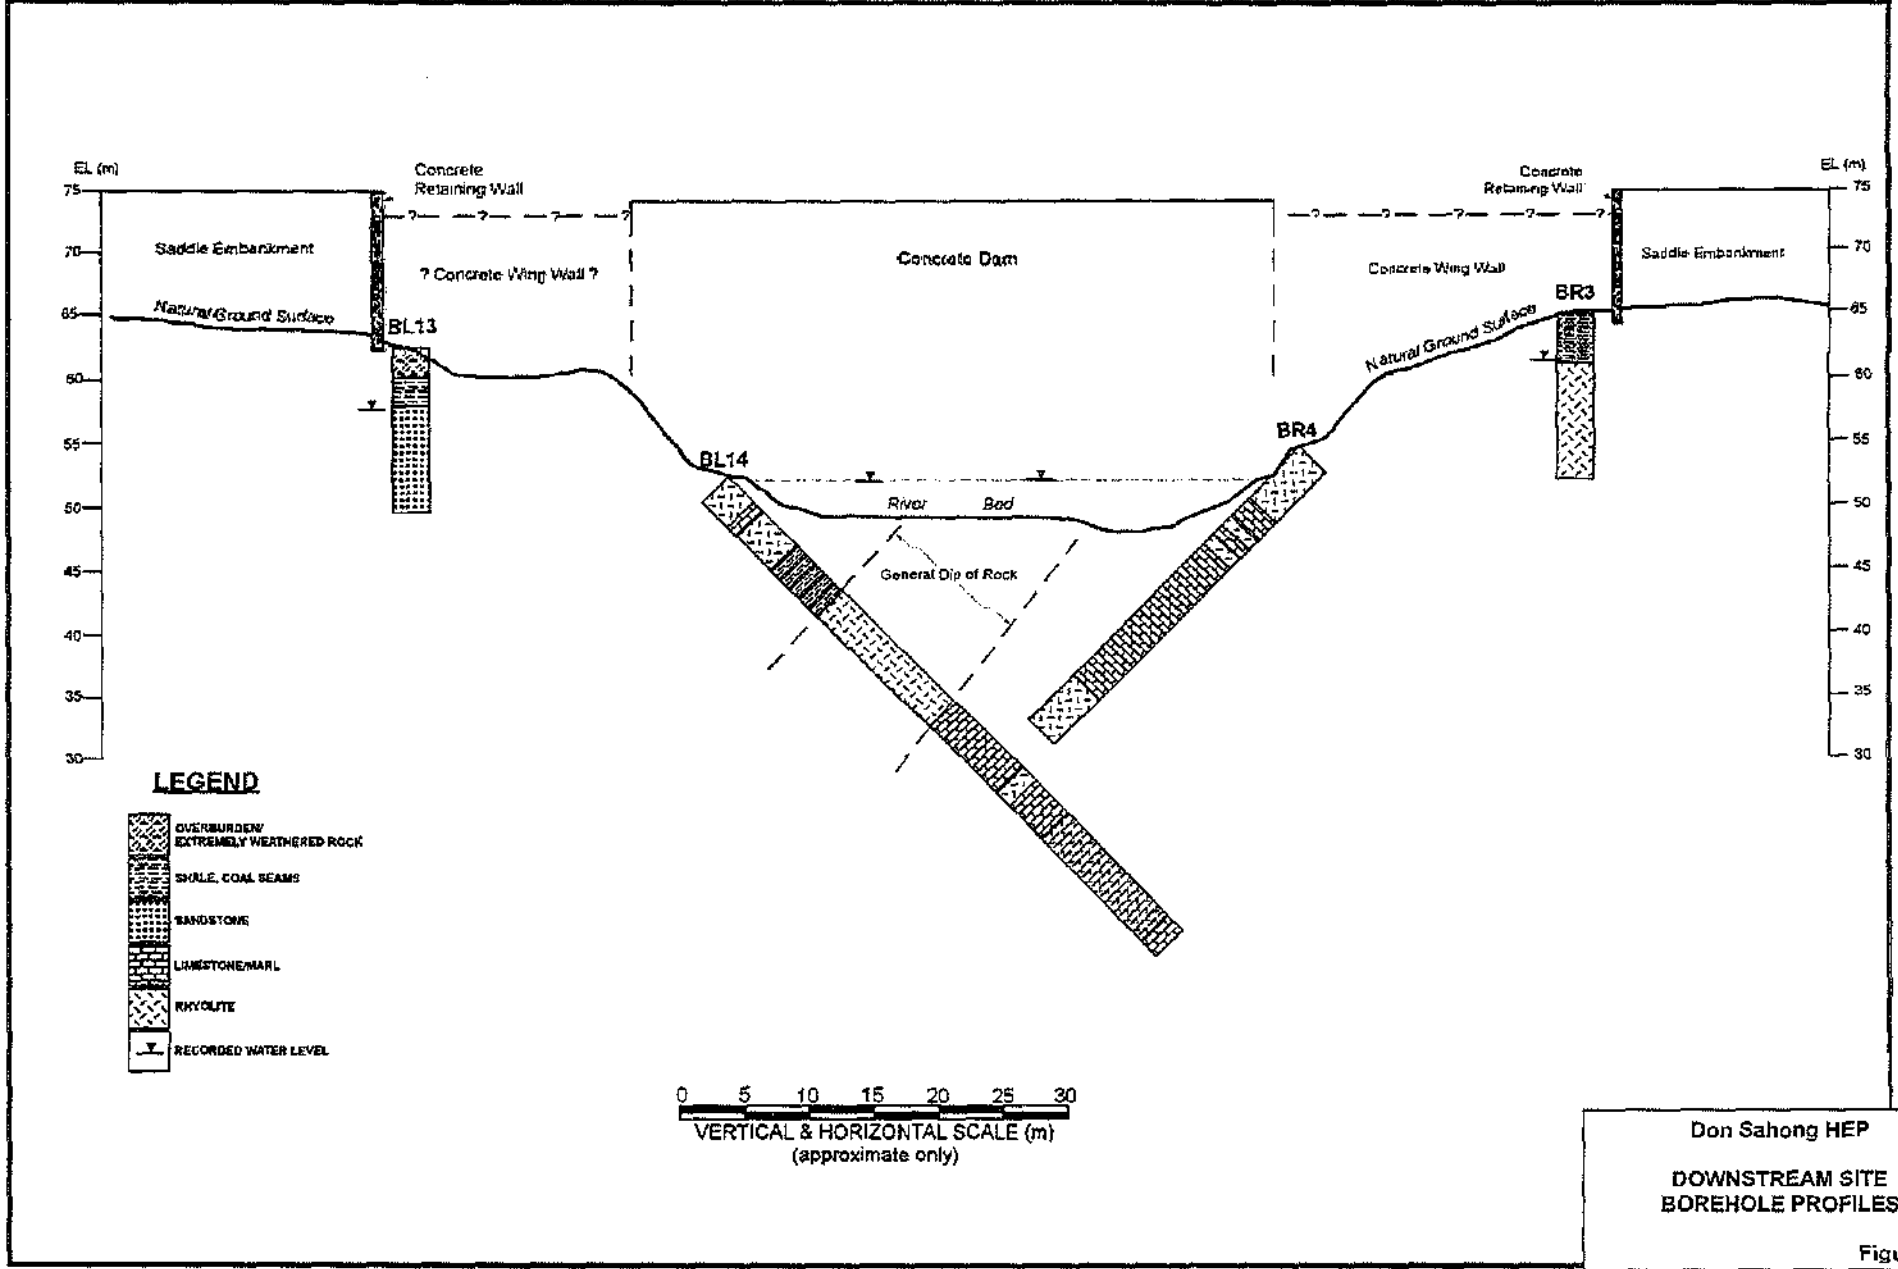 EL (m)
75
70
65
60
55
50
45
40
35
30
Concrete
Retaining Wall
? ? ? ?
Saddle Embankment
? Concrete Wing Wall ?
Natural Ground Surface
BL13
Concrete Dam
BL14
River Bed
General Dip of Rock
BR4
? ? ? ? ?
Concrete
Retaining Wall
Concrete Wing Wall
BR3
Natural Ground Surface
Saddle Embankment
EL (m)
75
70
65
60
55
50
45
40
35
30
LEGEND
OVERBURDEN/
EXTREMELY WEATHERED ROCK
SHALE, COAL SEAMS
SANDSTONE
LIMESTONE/MARL
RHYOLITE
RECORDED WATER LEVEL
0 5 10 15 20 25 30
VERTICAL & HORIZONTAL SCALE (m)
(approximate only)
Don Sahong HEP
DOWNSTREAM SITE
BOREHOLE PROFILES
Figu